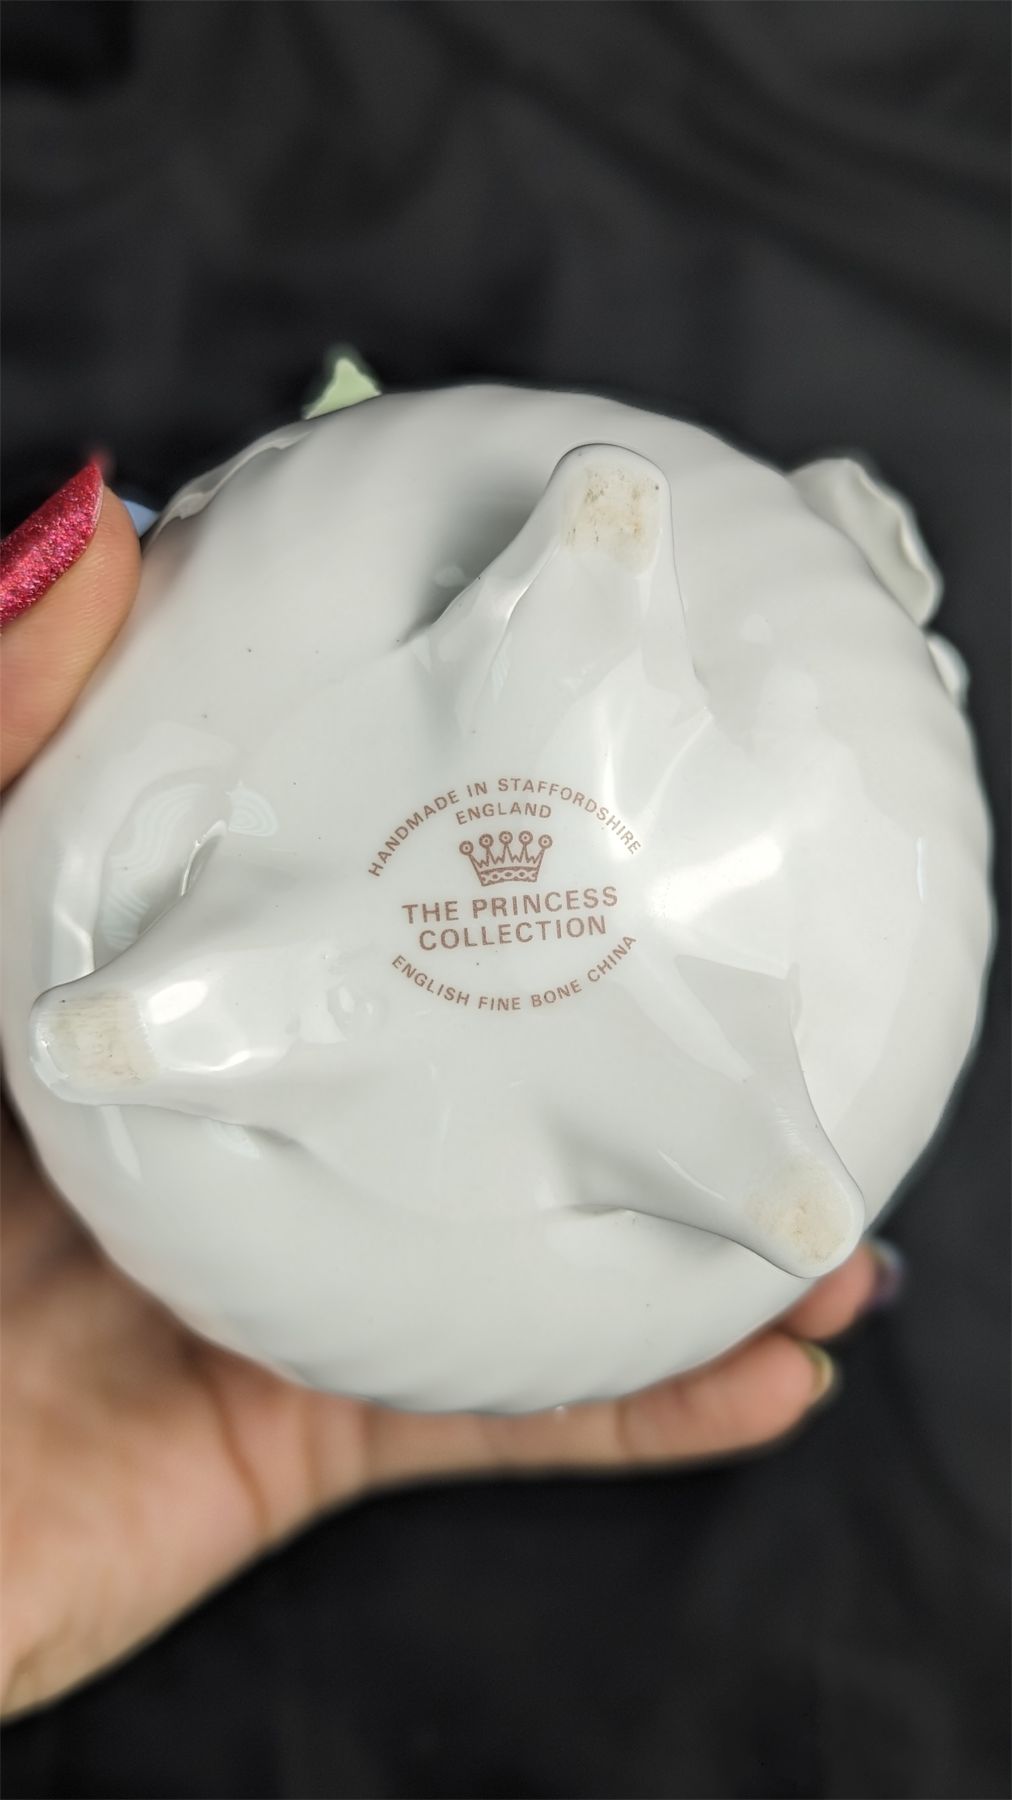 HANDMADE IN STAFFORDSHIRE
ENGLAND
THE PRINCESS
COLLECTION
ENGLISH FINE BONE CHINA